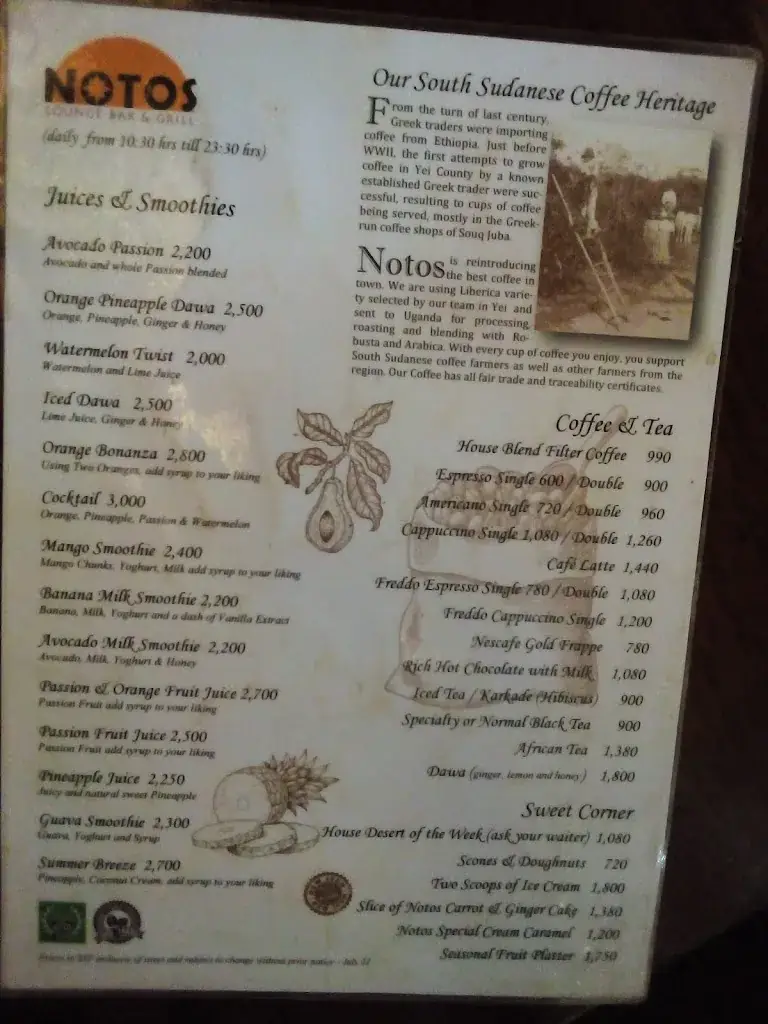 NOTOS
LOUNGE BAR & GRILL
(daily from 10:30 hrs till 23:30 hrs)
Juices & Smoothies
Avocado Passion 2,200
Avocado and whole Passion blended
Orange Pineapple Dawa 2,500
Orange, Pineapple, Ginger & Honey
Watermelon Twist 2,000
Watermelon and Lime Juice
Iced Dawa 2,500
Lime Juice, Ginger & Honey
Orange Bonanza 2,800
Using Two Oranges, add syrup to your liking
Cocktail 3,000
Orange, Pineapple, Passion & Watermelon
Mango Smoothie 2,400
Mango Chunks, Yoghurt, Milk add syrup to your liking
Banana Milk Smoothie 2,200
Banana, Milk, Yoghurt and a dash of Vanilla Extract
Avocado Milk Smoothie 2,200
Avocado, Milk, Yoghurt & Honey
Passion & Orange Fruit Juice 2,700
Passion Fruit add syrup to your liking
Passion Fruit Juice 2,500
Passion Fruit add syrup to your liking
Pineapple Juice 2,250
Juicy and natural sweet Pineapple
Guava Smoothie 2,300
Guava, Yoghurt and Syrup
Summer Breeze 2,700
Pineapple, Coconut Cream, add syrup to your liking
Our South Sudanese Coffee Heritage
From the turn of last century,
Greek traders were importing
coffee from Ethiopia. Just before
WWII, the first attempts to grow
coffee in Yei County by a known
established Greek trader were suc-
cessful, resulting to cups of coffee
being served, mostly in the Greek-
run coffee shops of Souq Juba.
Notos is reintroducing
the best coffee in
town. We are using Liberica varie-
ty selected by our team in Yei and
sent to Uganda for processing,
roasting and blending with Ro-
busta and Arabica. With every cup of coffee you enjoy, you support
South Sudanese coffee farmers as well as other farmers from the
region. Our Coffee has all fair trade and traceability certificates.
Coffee & Tea
House Blend Filter Coffee 990
Espresso Single 600 / Double 900
Americano Single 720 / Double 960
Cappuccino Single 1,080 / Double 1,260
Café Latte 1,440
Freddo Espresso Single 780 / Double 1,080
Freddo Cappuccino Single 1,200
Nescafe Gold Frappe 780
Rich Hot Chocolate with Milk 1,080
Iced Tea / Karkade (Hibiscus) 900
Specialty or Normal Black Tea 900
African Tea 1,380
Dawa (ginger, lemon and honey) 1,800
Sweet Corner
House Desert of the Week (ask your waiter) 1,080
Scones & Doughnuts 720
Two Scoops of Ice Cream 1,800
Slice of Notos Carrot & Ginger Cake 1,380
Notos Special Cream Caramel 1,200
Seasonal Fruit Platter 1,750
Prices in SSP inclusive of taxes and subject to change without prior notice - July